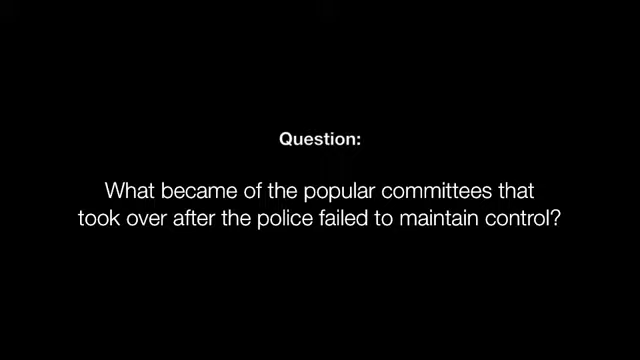 Question:
What became of the popular committees that
took over after the police failed to maintain control?